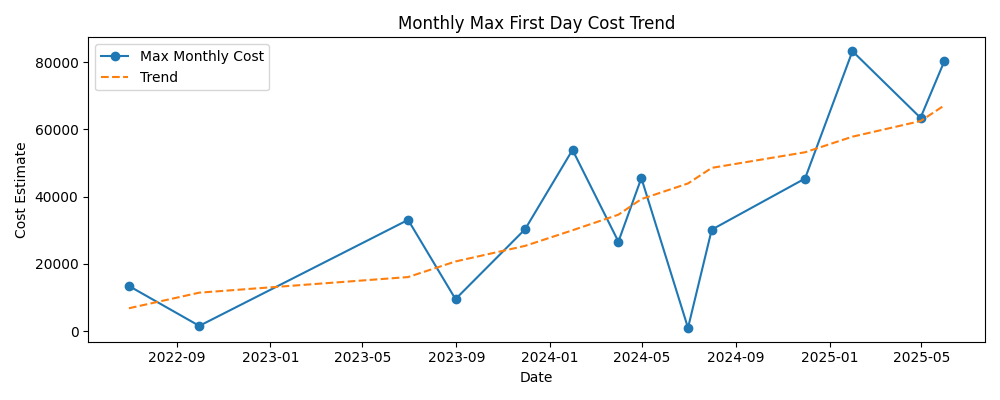 Monthly Max First Day Cost Trend
Max Monthly Cost
Trend
80000
60000
40000
20000
0
Cost Estimate
2022-09 2023-01 2023-05 2023-09 2024-01 2024-05 2024-09 2025-01 2025-05
Date